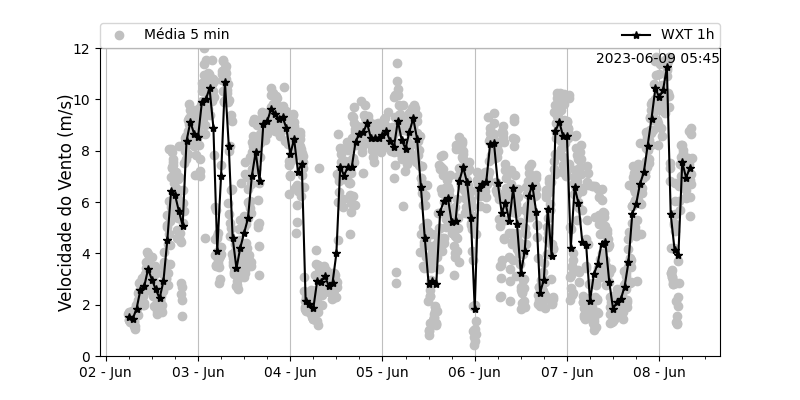 Média 5 min
WXT 1h
2023-06-09 05:45
Velocidade do Vento (m/s)
12
10
8
6
4
2
0
02 - Jun
03 - Jun
04 - Jun
05 - Jun
06 - Jun
07 - Jun
08 - Jun